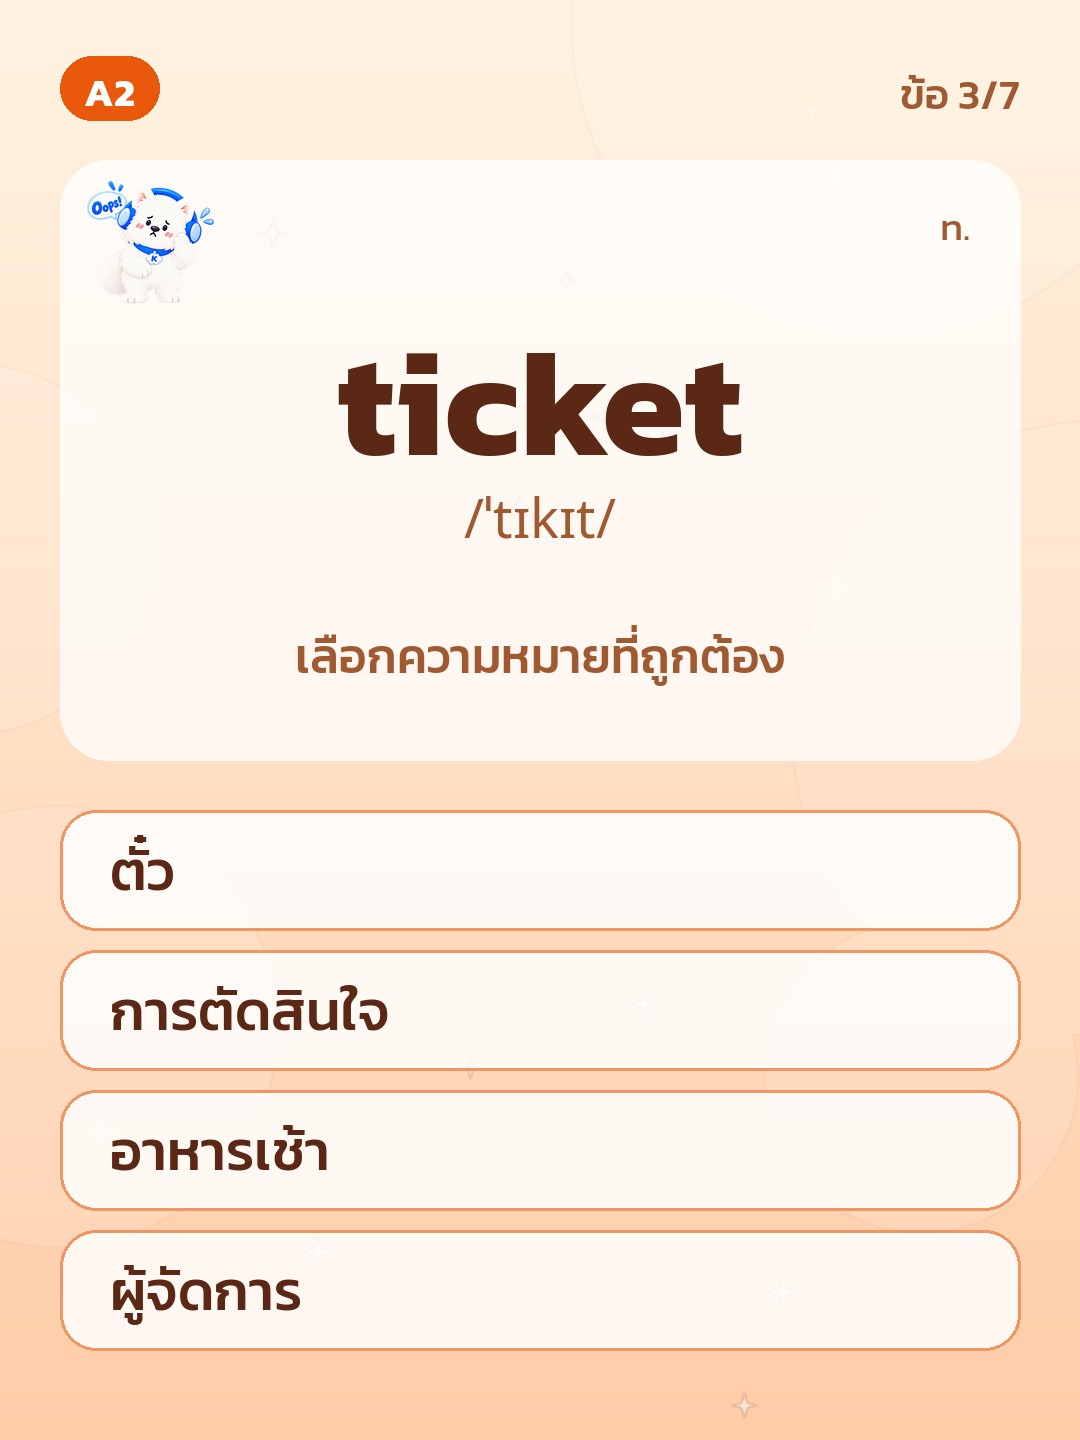 A2
ข้อ 3/7
Oops!
n.
K
ticket
/ˈtɪkɪt/
เลือกความหมายที่ถูกต้อง
ตั๋ว
การตัดสินใจ
อาหารเช้า
ผู้จัดการ